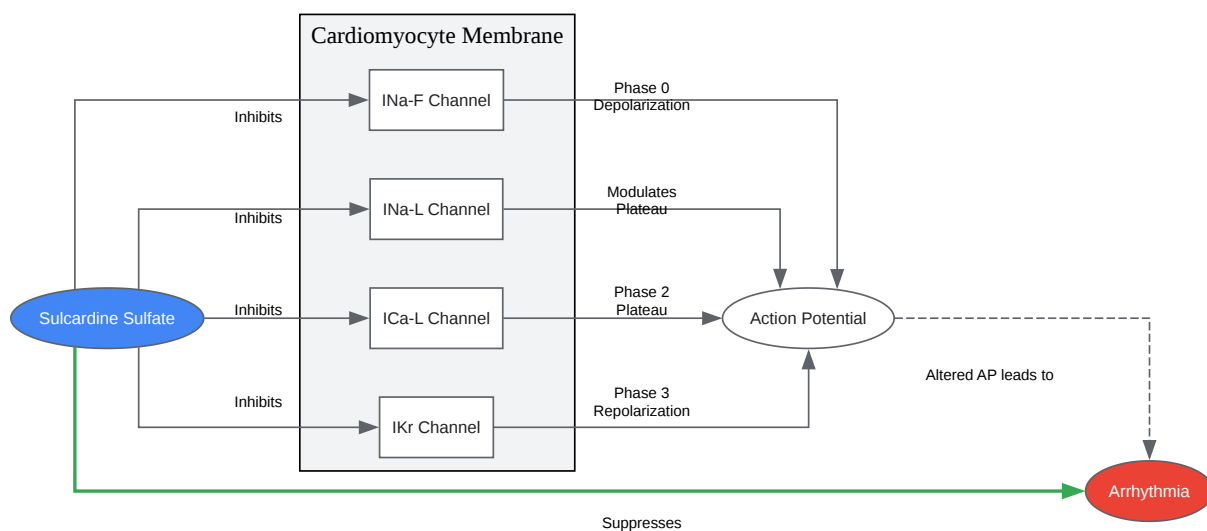 Cardiomyocyte Membrane
INa-F Channel
Phase 0
Depolarization
Inhibits
INa-L Channel
Modulates
Plateau
Inhibits
Sulcardine Sulfate
Inhibits
ICa-L Channel
Phase 2
Plateau
Action Potential
Altered AP leads to
Inhibits
IKr Channel
Phase 3
Repolarization
Arrhythmia
Suppresses